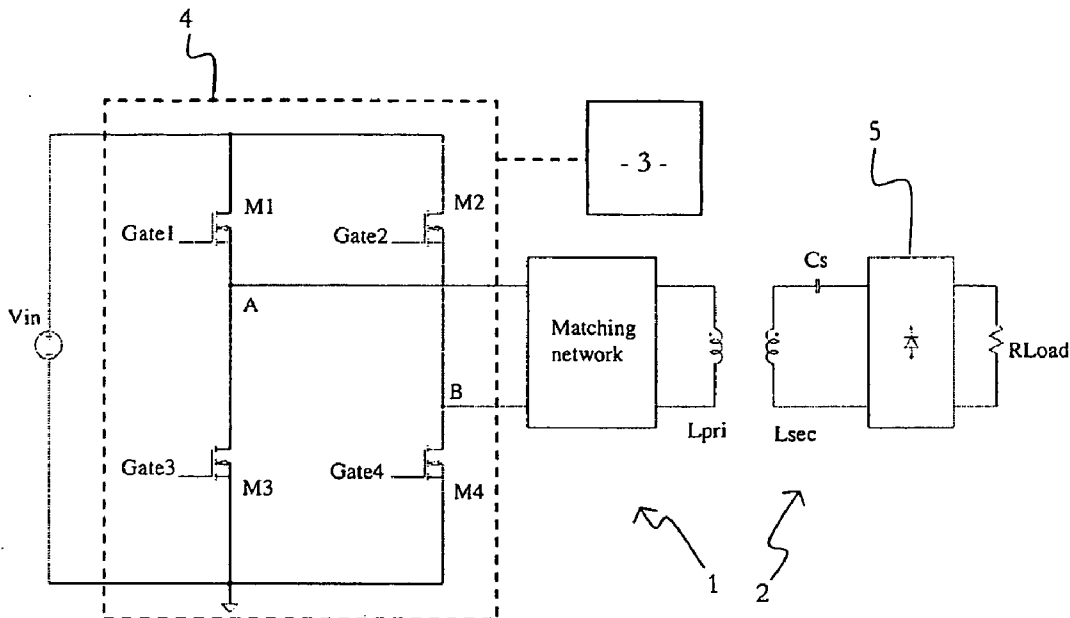 4
- 3 -
5
M1
M2
Gate1
Gate2
Cs
A
Vin
Matching
network
RLoad
B
Lpri
Lsec
Gate3
Gate4
M3
M4
1
2